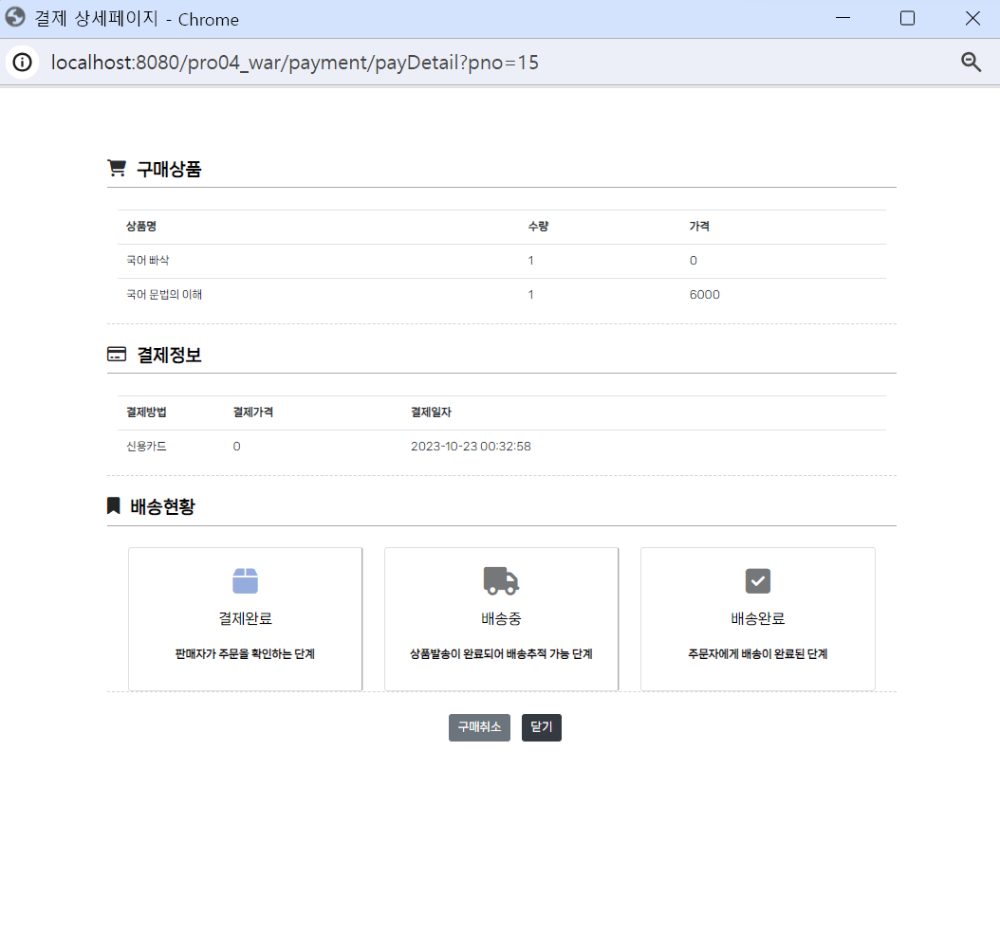 결제 상세페이지 - Chrome
localhost:8080/pro04_war/payment/payDetail?pno=15
구매상품
상품명 수량 가격
국어 빠삭 1 0
국어 문법의 이해 1 6000
결제정보
결제방법 결제가격 결제일자
신용카드 0 2023-10-23 00:32:58
배송현황
결제완료 배송중 배송완료
판매자가 주문을 확인하는 단계 상품발송이 완료되어 배송추적 가능 단계 주문자에게 배송이 완료된 단계
구매취소 닫기